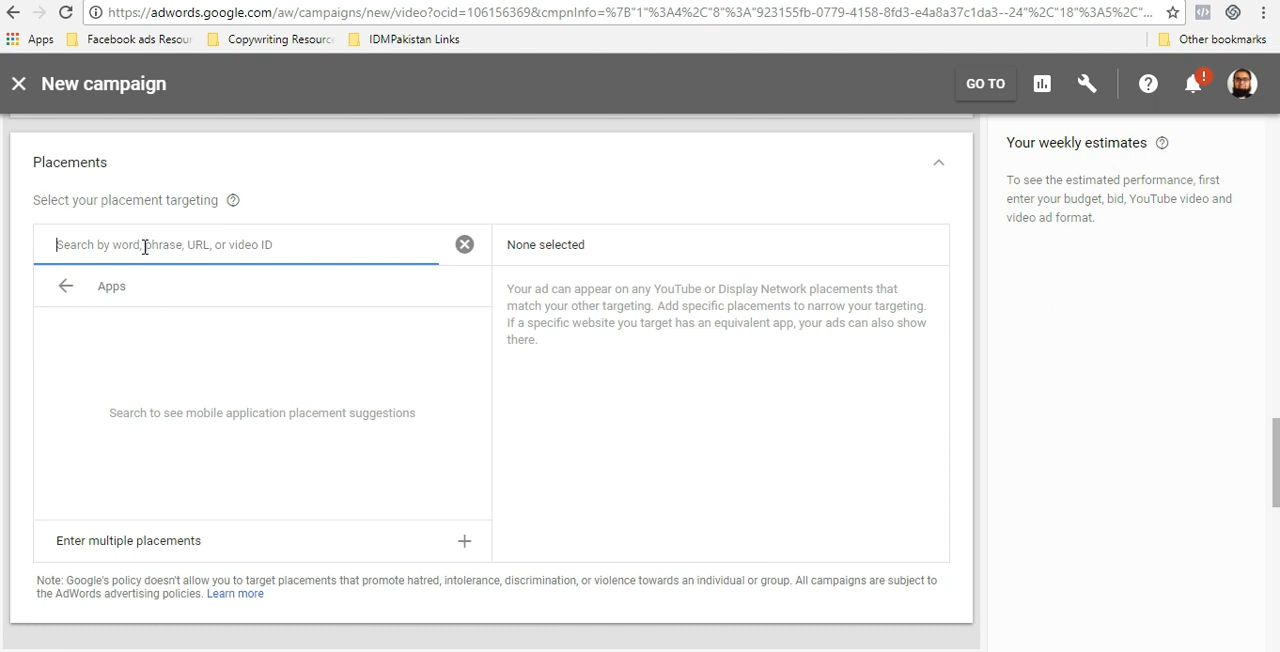 https://adwords.google.com/aw/campaigns/new/video?ocid=106156369&cmpnInfo=%7B"1"%3A4%2C"8"%3A"923155fb-0779-4158-8fd3-e4a8a37c1da3--24"%2C"18"%3A5%2C"...
Apps Facebook ads Resou Copywriting Resourc IDMPakistan Links Other bookmarks
New campaign GO TO
Placements
Select your placement targeting
Search by word, phrase, URL, or video ID
Apps
Search to see mobile application placement suggestions
Enter multiple placements
None selected
Your ad can appear on any YouTube or Display Network placements that
match your other targeting. Add specific placements to narrow your targeting.
If a specific website you target has an equivalent app, your ads can also show
there.
Note: Google's policy doesn't allow you to target placements that promote hatred, intolerance, discrimination, or violence towards an individual or group. All campaigns are subject to
the AdWords advertising policies. Learn more
Your weekly estimates
To see the estimated performance, first
enter your budget, bid, YouTube video and
video ad format.